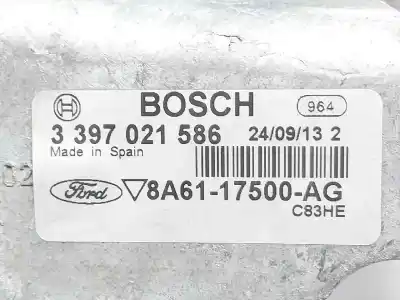 BOSCH
964
3 397 021 586
24/09/13 2
Made in Spain
Ford
8A61-17500-AG
C83HE